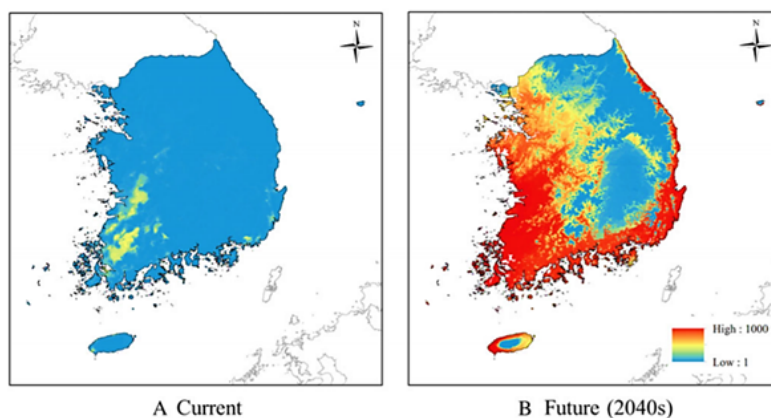 N
N
High : 1000
Low : 1
A Current
B Future (2040s)